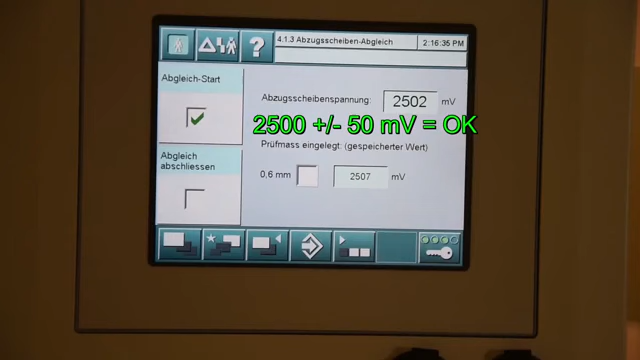 4.1.3 Abzugsscheiben-Abgleich
2:16:35 PM
Abgleich-Start
Abzugsscheibenspannung:
2502 mV
2500 +/- 50 mV = OK
Abgleich
abschliessen
Prüfmass eingelegt: (gespeicherter Wert)
0,6 mm
2507 mV